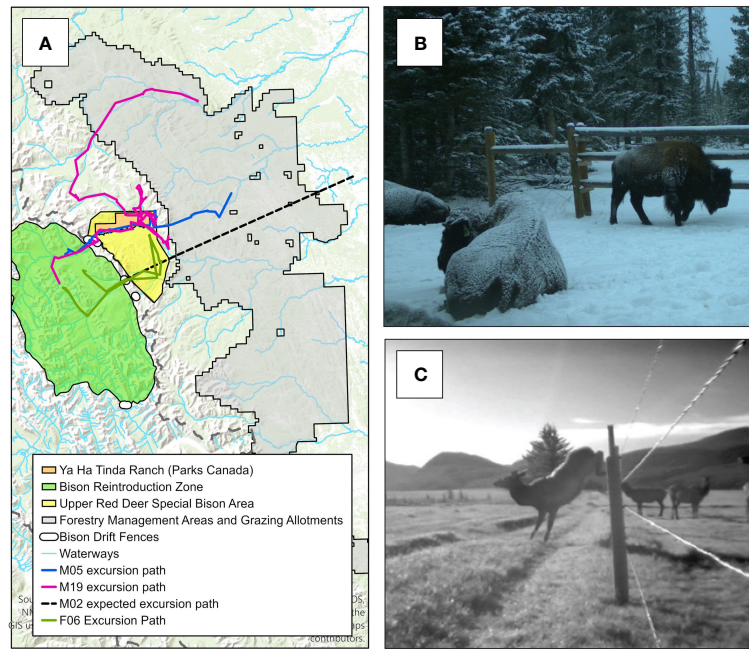 A
B
C
Ya Ha Tinda Ranch (Parks Canada)
Bison Reintroduction Zone
Upper Red Deer Special Bison Area
Forestry Management Areas and Grazing Allotments
Bison Drift Fences
Waterways
M05 excursion path
M19 excursion path
M02 expected excursion path
F06 Excursion Path
contributors.